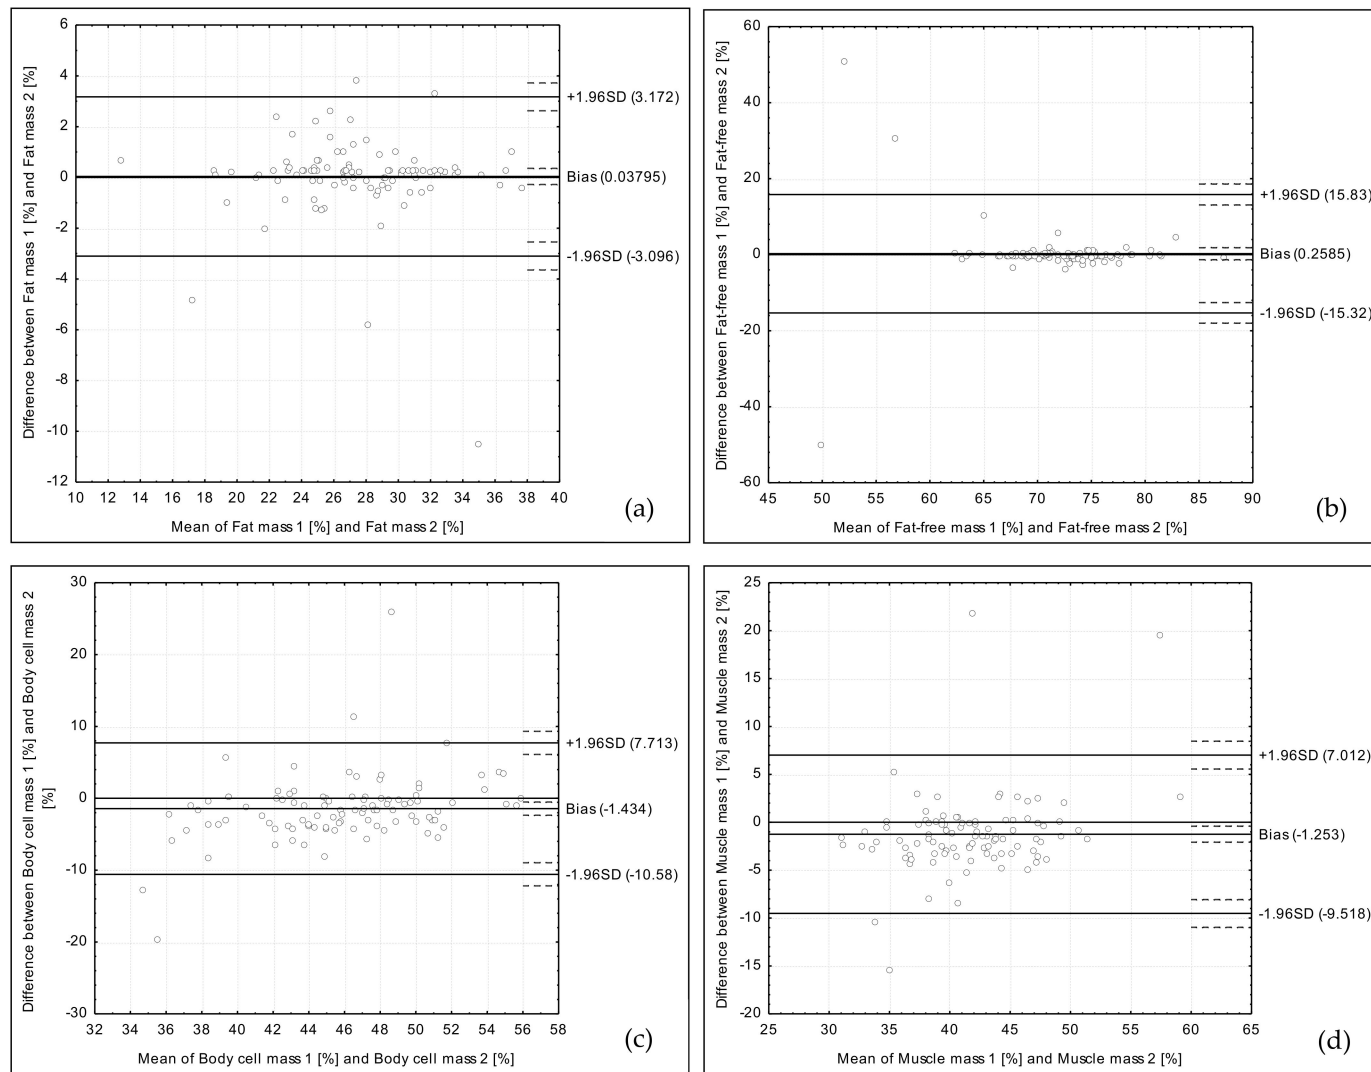 Difference between Fat mass 1 [%] and Fat mass 2 [%]
6
4
2
0
-2
-4
-6
-8
-10
-12
+1.96SD (3.172)
Bias (0.03795)
-1.96SD (-3.096)
10 12 14 16 18 20 22 24 26 28 30 32 34 36 38 40
Mean of Fat mass 1 [%] and Fat mass 2 [%]
(a)
Difference between Fat-free mass 1 [%] and Fat-free mass 2 [%]
60
40
20
0
-20
-40
-60
+1.96SD (15.83)
Bias (0.2585)
-1.96SD (-15.32)
45 50 55 60 65 70 75 80 85 90
Mean of Fat-free mass 1 [%] and Fat-free mass 2 [%]
(b)
Difference between Body cell mass 1 [%] and Body cell mass 2
[%]
30
20
10
0
-10
-20
-30
+1.96SD (7.713)
Bias (-1.434)
-1.96SD (-10.58)
32 34 36 38 40 42 44 46 48 50 52 54 56 58
Mean of Body cell mass 1 [%] and Body cell mass 2 [%]
(c)
Difference between Muscle mass 1 [%] and Muscle mass 2 [%]
25
20
15
10
5
0
-5
-10
-15
-20
+1.96SD (7.012)
Bias (-1.253)
-1.96SD (-9.518)
25 30 35 40 45 50 55 60 65
Mean of Muscle mass 1 [%] and Muscle mass 2 [%]
(d)